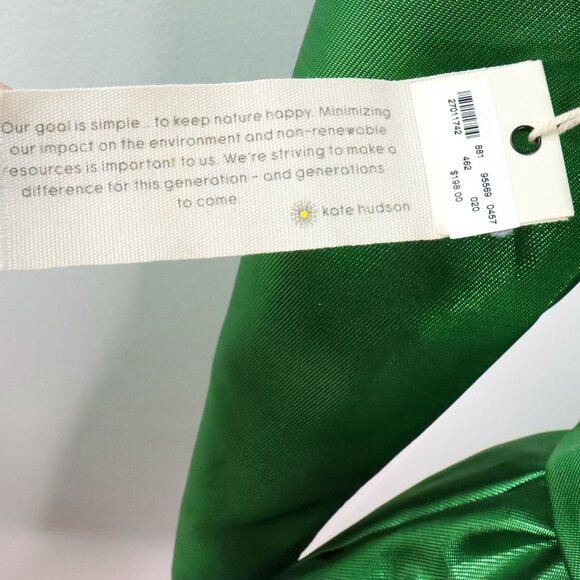 Our goal is simple... to keep nature happy. Minimizing
our impact on the environment and non-renewable
resources is important to us. We're striving to make a
difference for this generation - and generations
to come.
kate hudson
27011742
881 95569 0457
462 020
$198.00